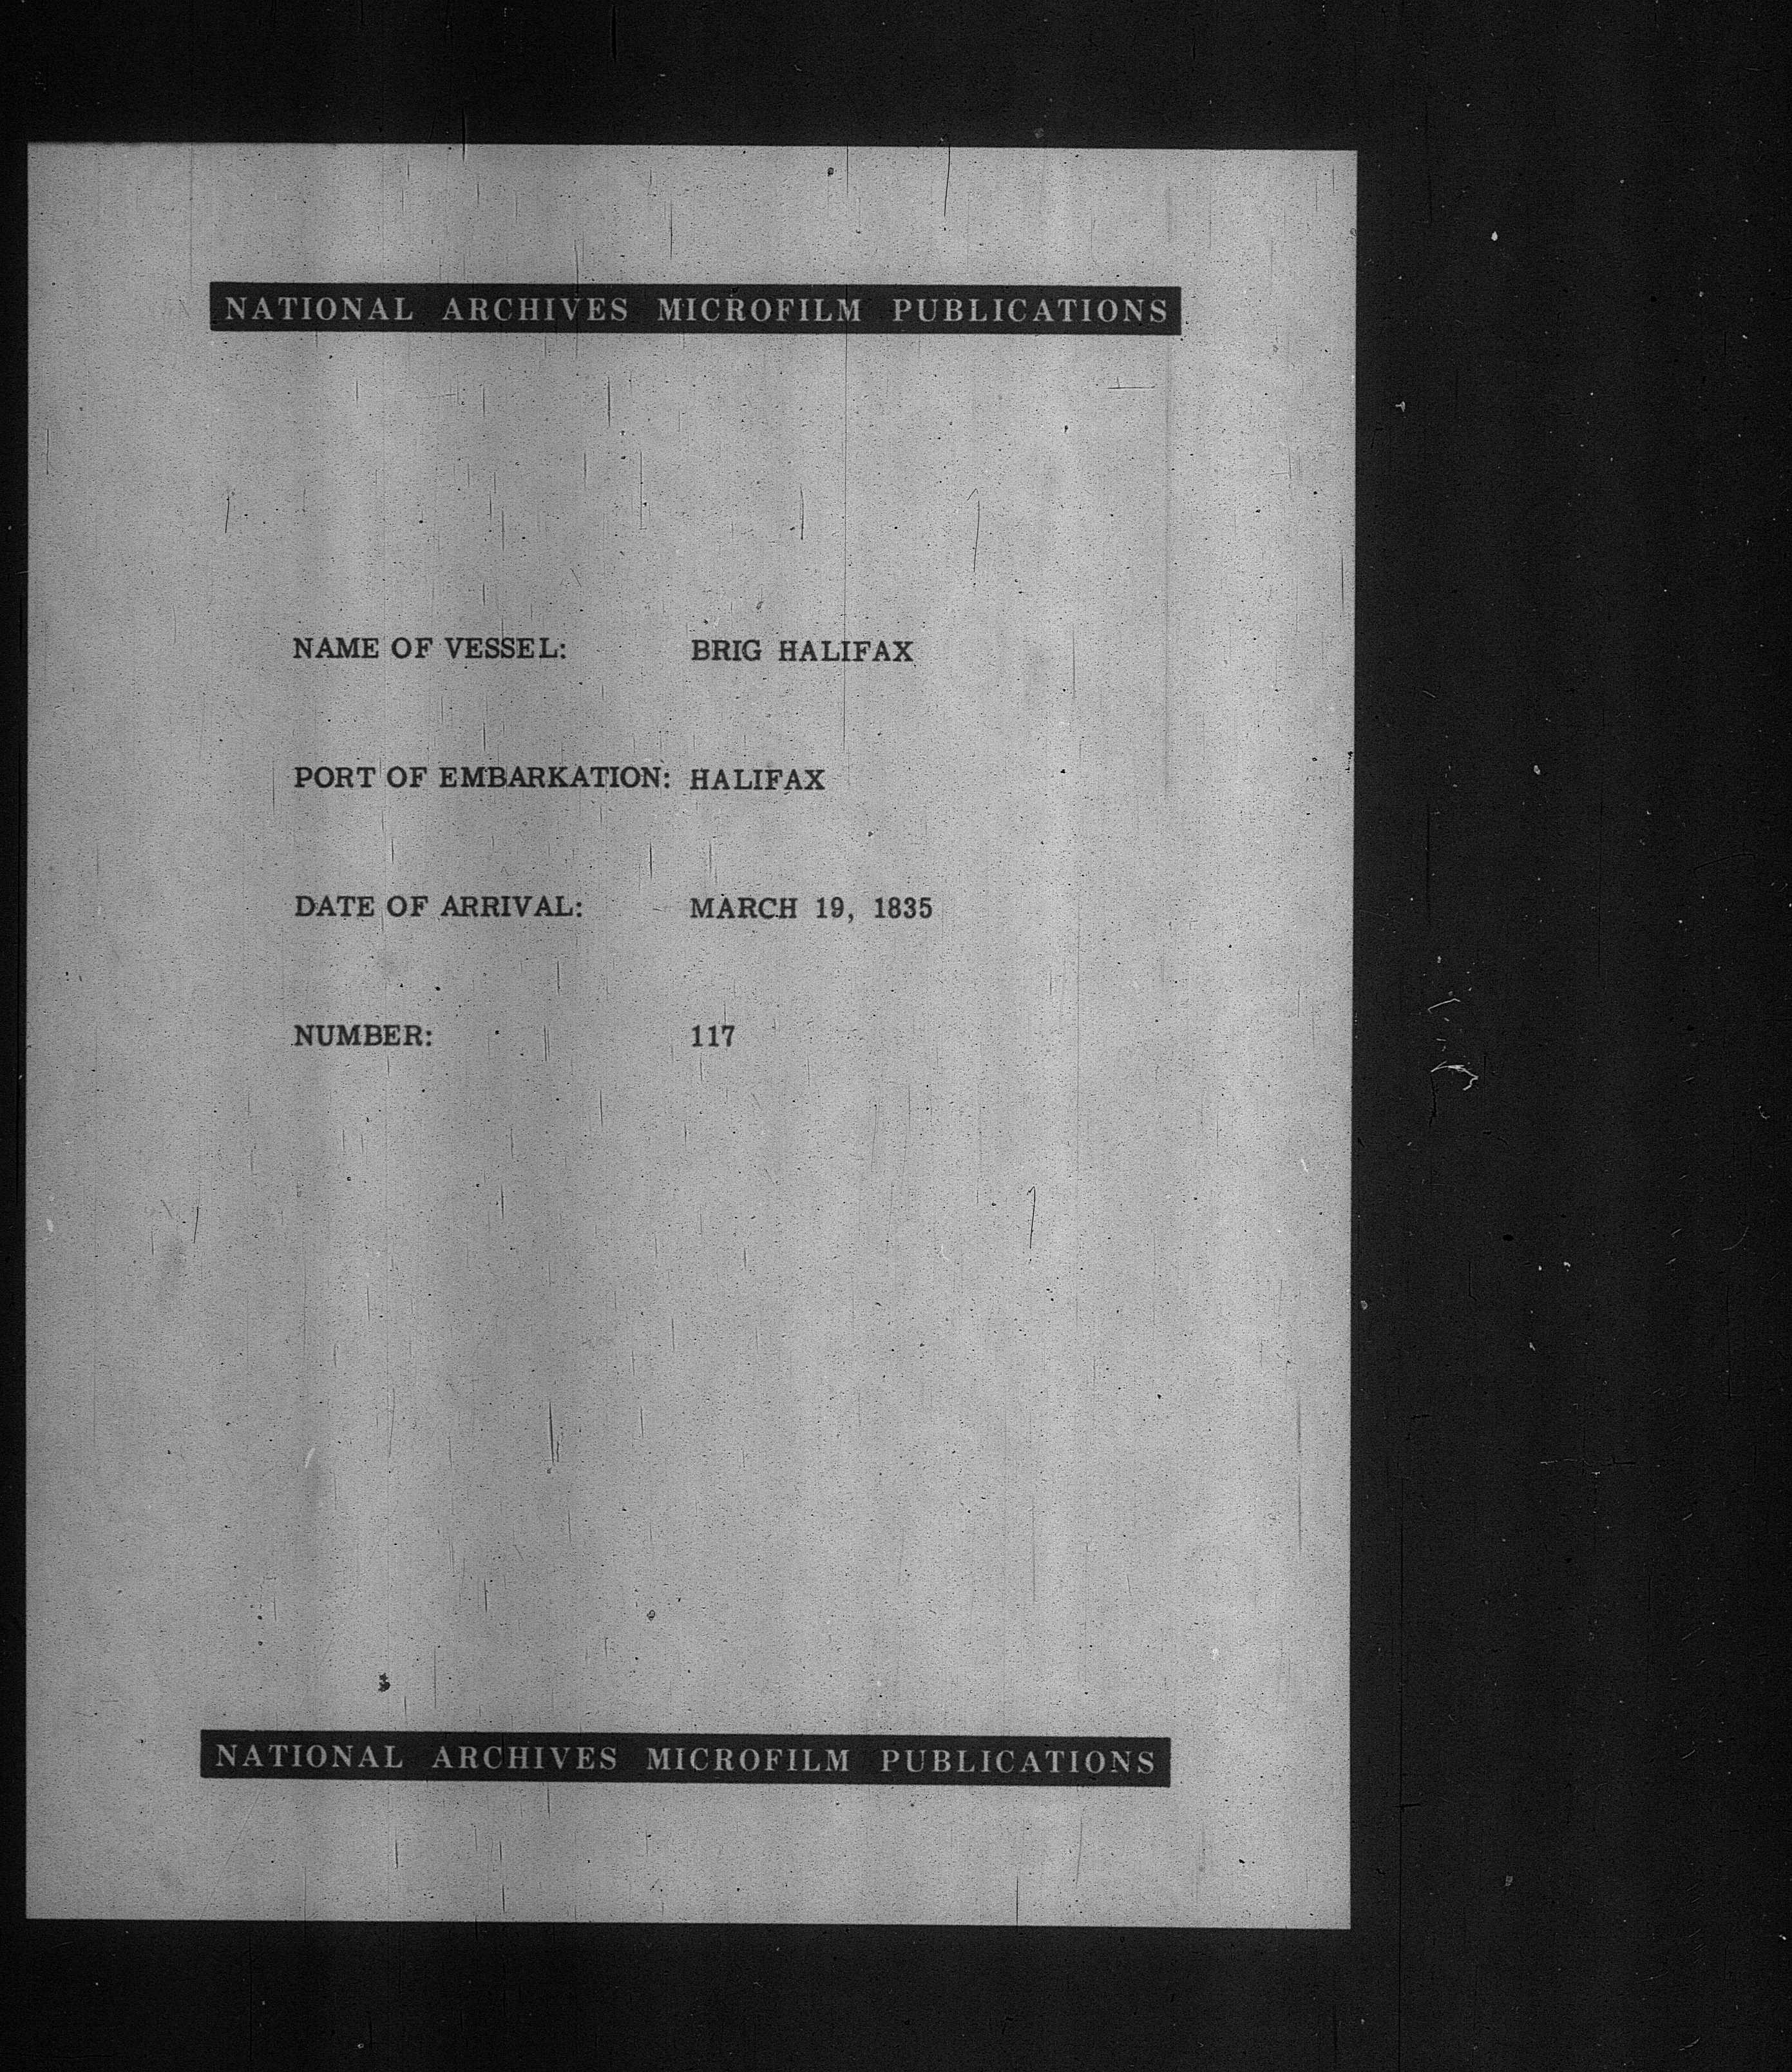 NATIONAL ARCHIVES MICROFILM PUBLICATIONS
NAME OF VESSEL: BRIG HALIFAX
PORT OF EMBARKATION: HALIFAX
DATE OF ARRIVAL: MARCH 19, 1835
NUMBER: 117
NATIONAL ARCHIVES MICROFILM PUBLICATIONS